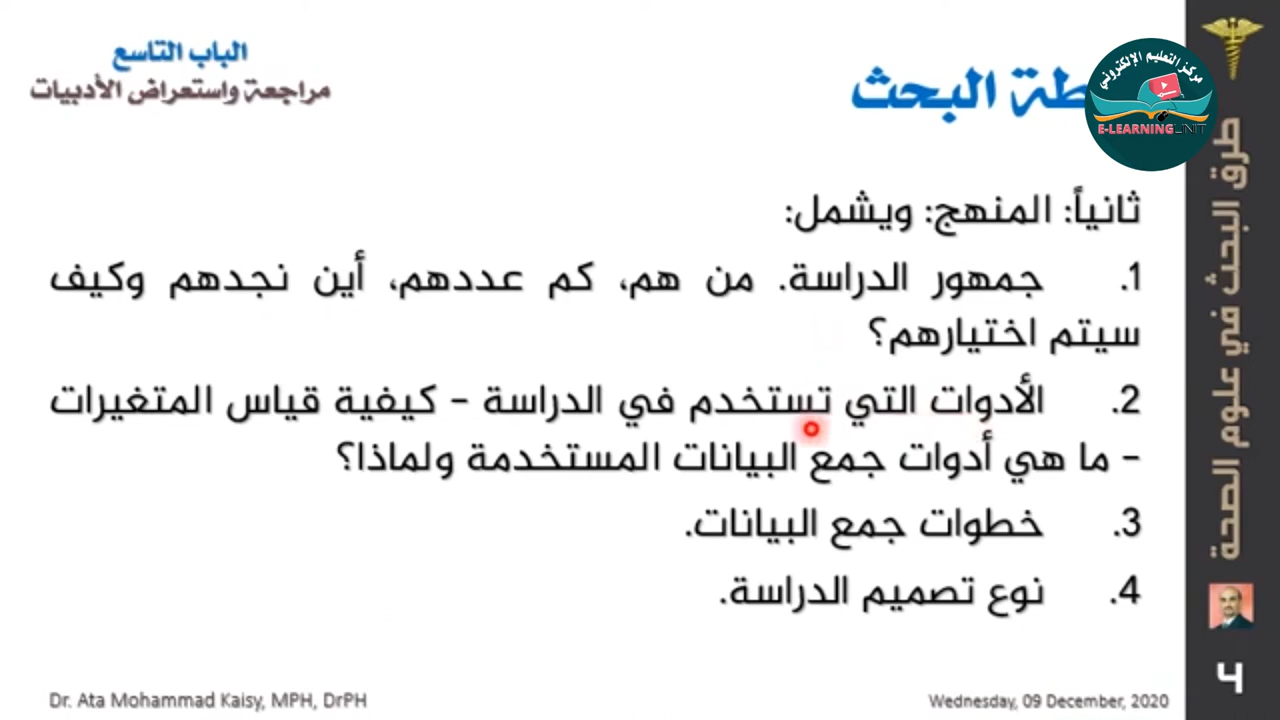 الباب التاسع
مراجعة واستعراض الأدبيات
البحث
مركز التعليم الإلكتروني
E-LEARNING UNIT
ثانياً: المنهج: ويشمل:
1. جمهور الدراسة. من هم، كم عددهم، أين نجدهم وكيف
سيتم اختيارهم؟
2. الأدوات التي تستخدم في الدراسة – كيفية قياس المتغيرات
– ما هي أدوات جمع البيانات المستخدمة ولماذا؟
3. خطوات جمع البيانات.
4. نوع تصميم الدراسة.
طرق البحث في علوم الصحة
4
Dr. Ata Mohammad Kaisy, MPH, DrPH
Wednesday, 09 December, 2020